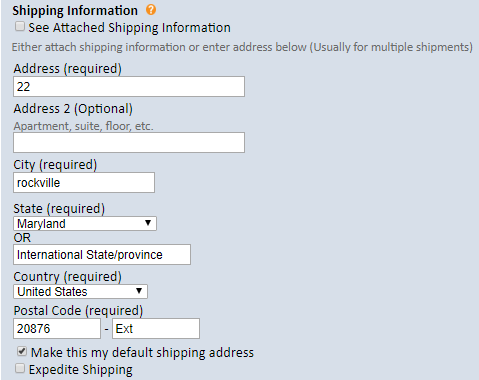 Shipping Information ?
See Attached Shipping Information
Either attach shipping information or enter address below (Usually for multiple shipments)
Address (required)
22
Address 2 (Optional)
Apartment, suite, floor, etc.
City (required)
rockville
State (required)
Maryland
OR
International State/province
Country (required)
United States
Postal Code (required)
20876 - Ext
Make this my default shipping address
Expedite Shipping